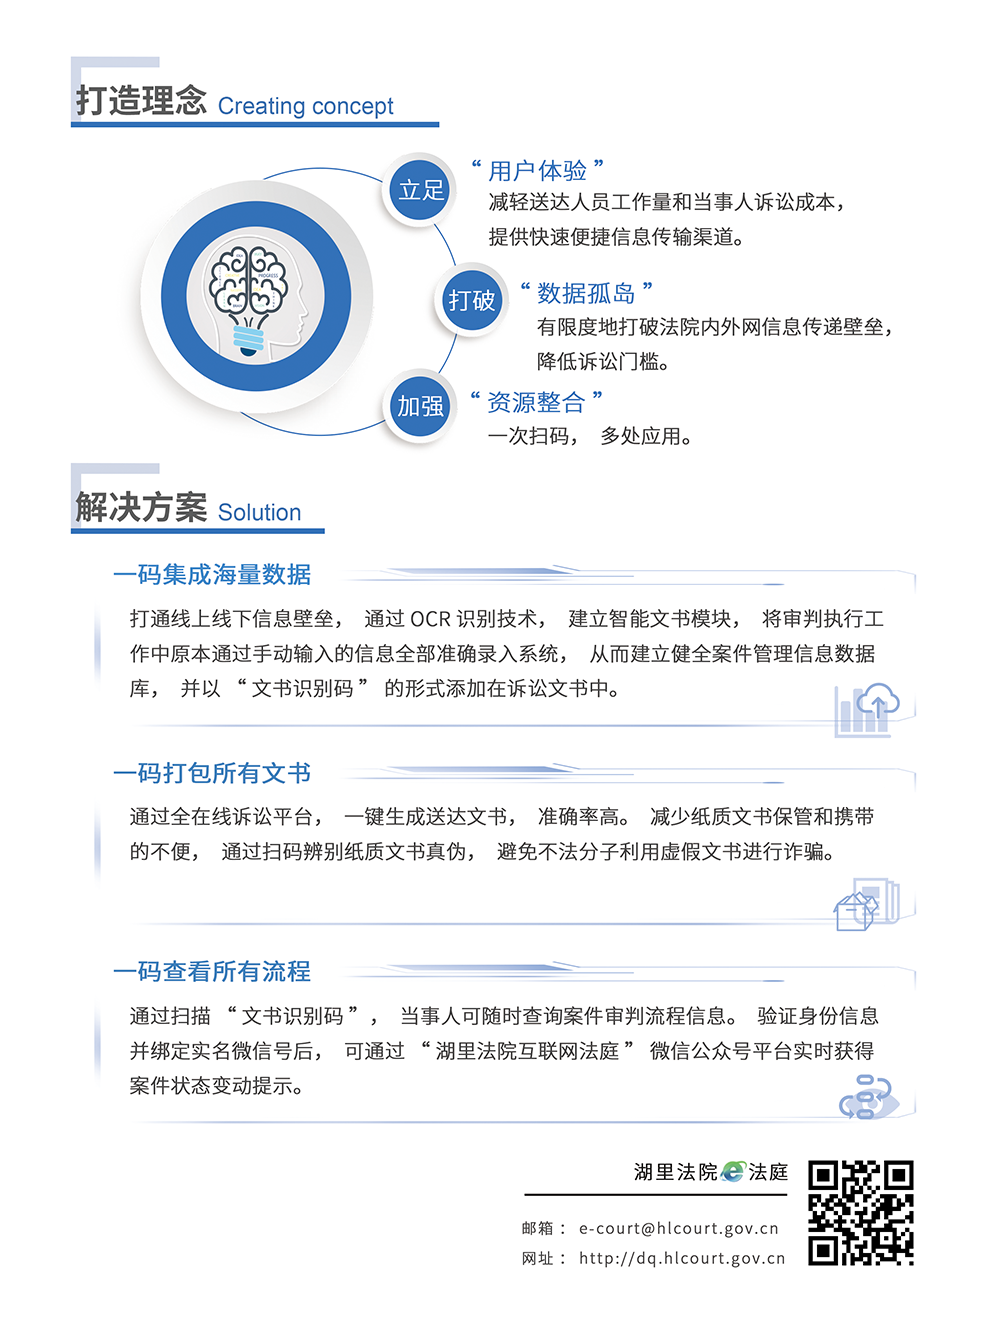 打造理念 Creating concept
立足
“用户体验”
减轻送达人员工作量和当事人诉讼成本，
提供快速便捷信息传输渠道。
打破
“数据孤岛”
有限度地打破法院内外网信息传递壁垒，
降低诉讼门槛。
加强
“资源整合”
一次扫码， 多处应用。
PROGRESS
解决方案 Solution
一码集成海量数据
打通线上线下信息壁垒， 通过 OCR 识别技术， 建立智能文书模块， 将审判执行工
作中原本通过手动输入的信息全部准确录入系统， 从而建立健全案件管理信息数据
库， 并以 “文书识别码” 的形式添加在诉讼文书中。
一码打包所有文书
通过全在线诉讼平台， 一键生成送达文书， 准确率高。 减少纸质文书保管和携带
的不便， 通过扫码辨别纸质文书真伪， 避免不法分子利用虚假文书进行诈骗。
一码查看所有流程
通过扫描 “文书识别码”， 当事人可随时查询案件审判流程信息。 验证身份信息
并绑定实名微信号后， 可通过 “湖里法院互联网法庭” 微信公众号平台实时获得
案件状态变动提示。
湖里法院e法庭
邮箱： e-court@hlcourt.gov.cn
网址： http://dq.hlcourt.gov.cn